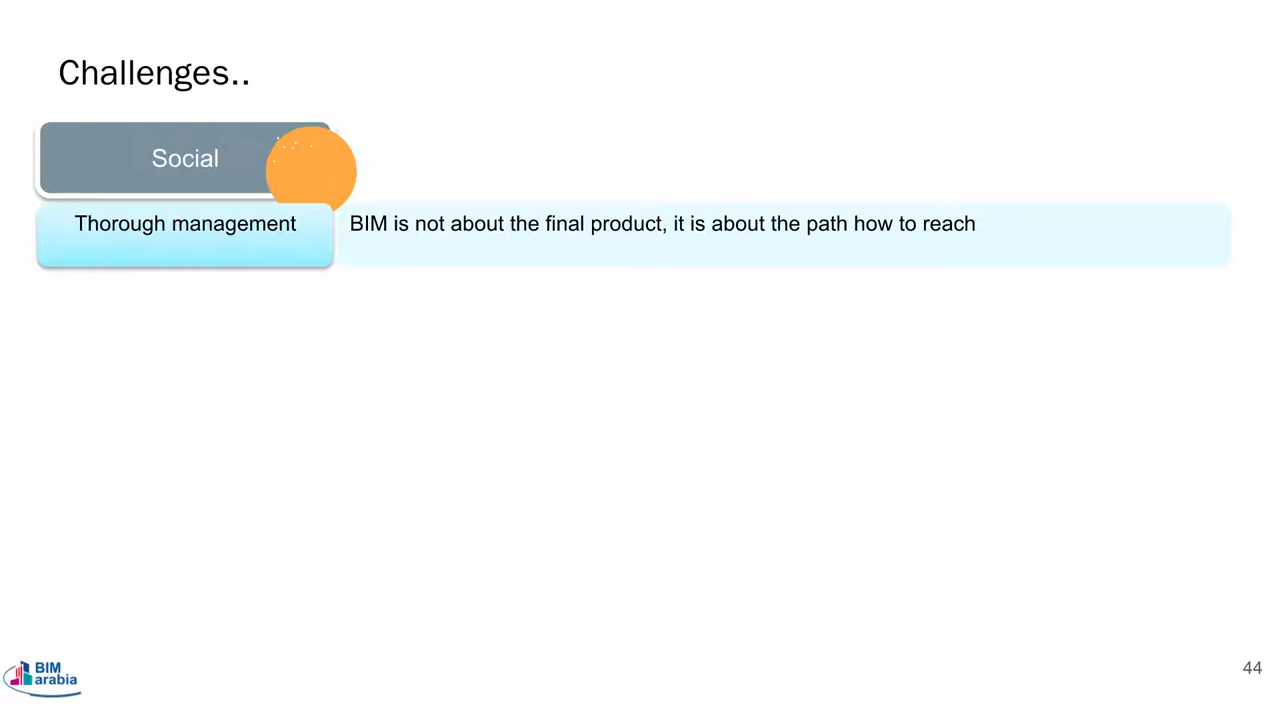 Challenges..
Social
Thorough management
BIM is not about the final product, it is about the path how to reach
BIM
arabia
44